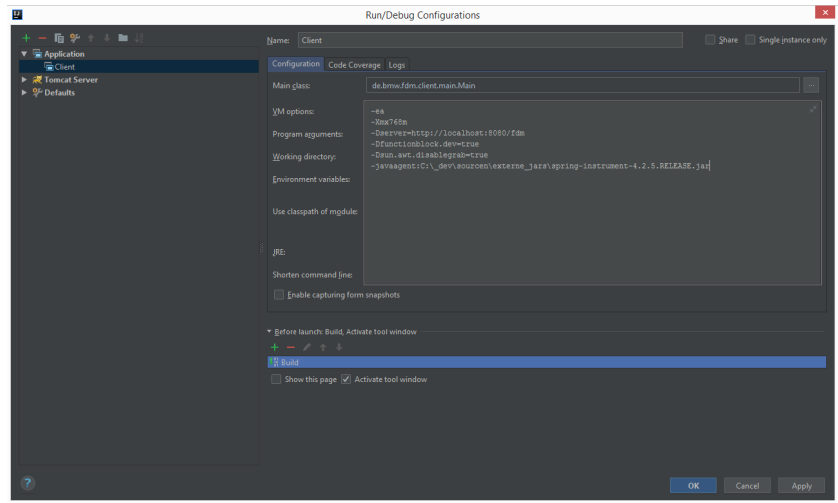 Run/Debug Configurations
Name: Client
Share
Single instance only
Application
Client
Tomcat Server
Defaults
Configuration Code Coverage Logs
Main class: de.bmw.fdm.client.main.Main
VM options:
Program arguments:
Working directory:
Environment variables:
Use classpath of module:
JRE:
Shorten command line:
-ea
-Xmx768m
-Dserver=http://localhost:8080/fdm
-Dfunctionblock.dev=true
-Dsun.awt.disablegrab=true
-javaagent:C:\_dev\sourcen\externe_jars\spring-instrument-4.2.5.RELEASE.jar
Enable capturing form snapshots
Before launch: Build, Activate tool window
Build
Show this page Activate tool window
?
OK Cancel Apply